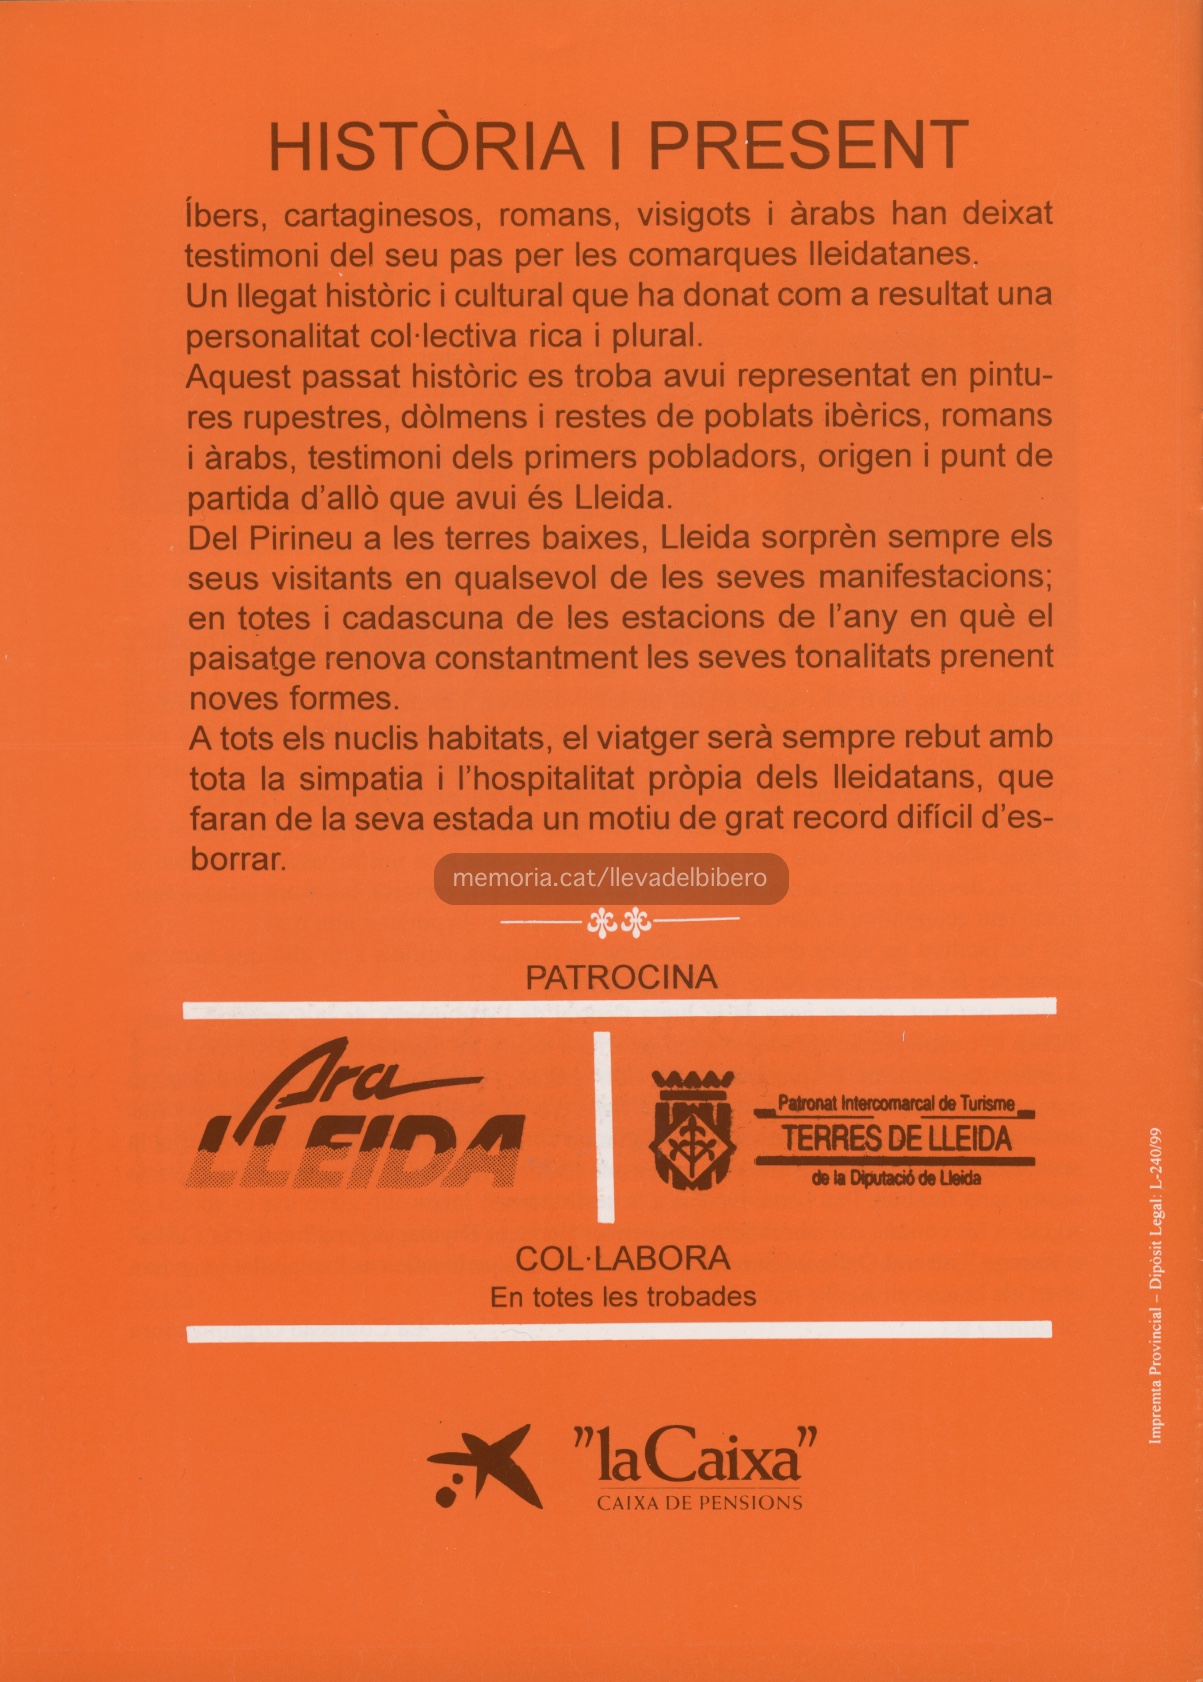 HISTÒRIA I PRESENT
Íbers, cartaginesos, romans, visigots i àrabs han deixat
testimoni del seu pas per les comarques lleidatanes.
Un llegat històric i cultural que ha donat com a resultat una
personalitat col·lectiva rica i plural.
Aquest passat històric es troba avui representat en pintu-
res rupestres, dòlmens i restes de poblats ibèrics, romans
i àrabs, testimoni dels primers pobladors, origen i punt de
partida d'allò que avui és Lleida.
Del Pirineu a les terres baixes, Lleida sorprèn sempre els
seus visitants en qualsevol de les seves manifestacions;
en totes i cadascuna de les estacions de l'any en què el
paisatge renova constantment les seves tonalitats prenent
noves formes.
A tots els nuclis habitats, el viatger serà sempre rebut amb
tota la simpatia i l'hospitalitat pròpia dels lleidatans, que
faran de la seva estada un motiu de grat record difícil d'es-
borrar.
memoria.cat/llevadelbibero
PATROCINA
Ara
LLEIDA
Patronat Intercomarcal de Turisme
TERRES DE LLEIDA
de la Diputació de Lleida
COL·LABORA
En totes les trobades
"la Caixa"
CAIXA DE PENSIONS
Impremta Provincial – Dipòsit Legal: L-240/99